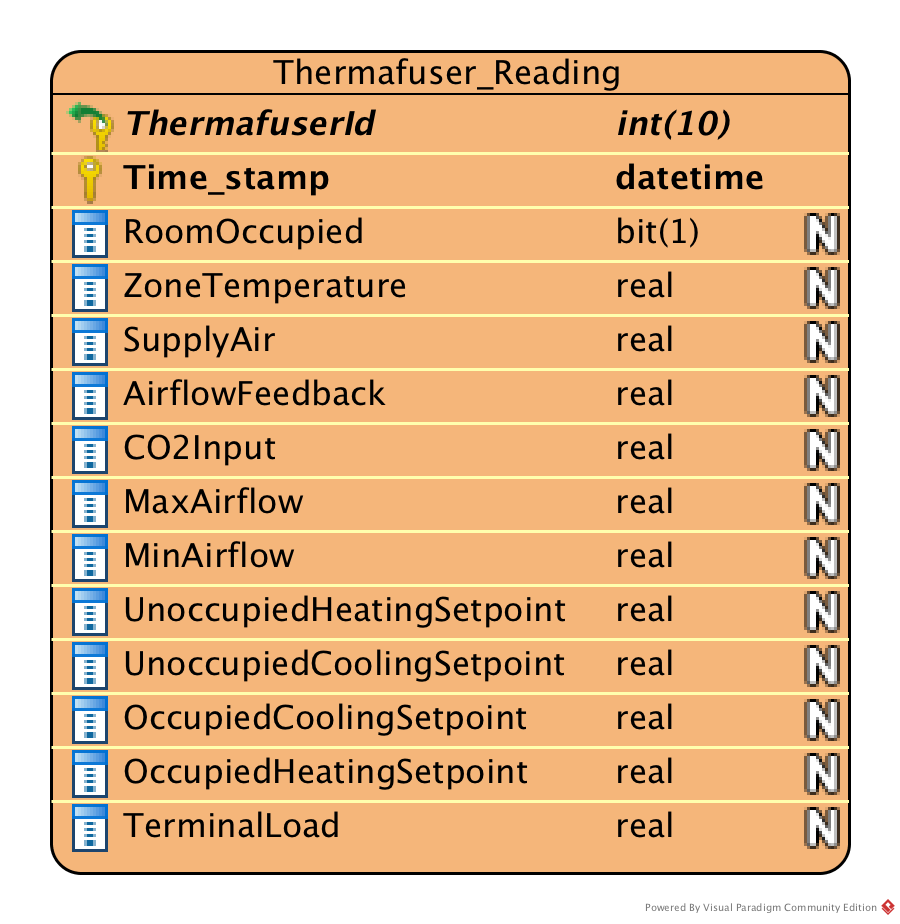 Thermafuser_Reading
ThermafuserId int(10)
Time_stamp datetime
RoomOccupied bit(1) N
ZoneTemperature real N
SupplyAir real N
AirflowFeedback real N
CO2Input real N
MaxAirflow real N
MinAirflow real N
UnoccupiedHeatingSetpoint real N
UnoccupiedCoolingSetpoint real N
OccupiedCoolingSetpoint real N
OccupiedHeatingSetpoint real N
TerminalLoad real N
Powered By Visual Paradigm Community Edition